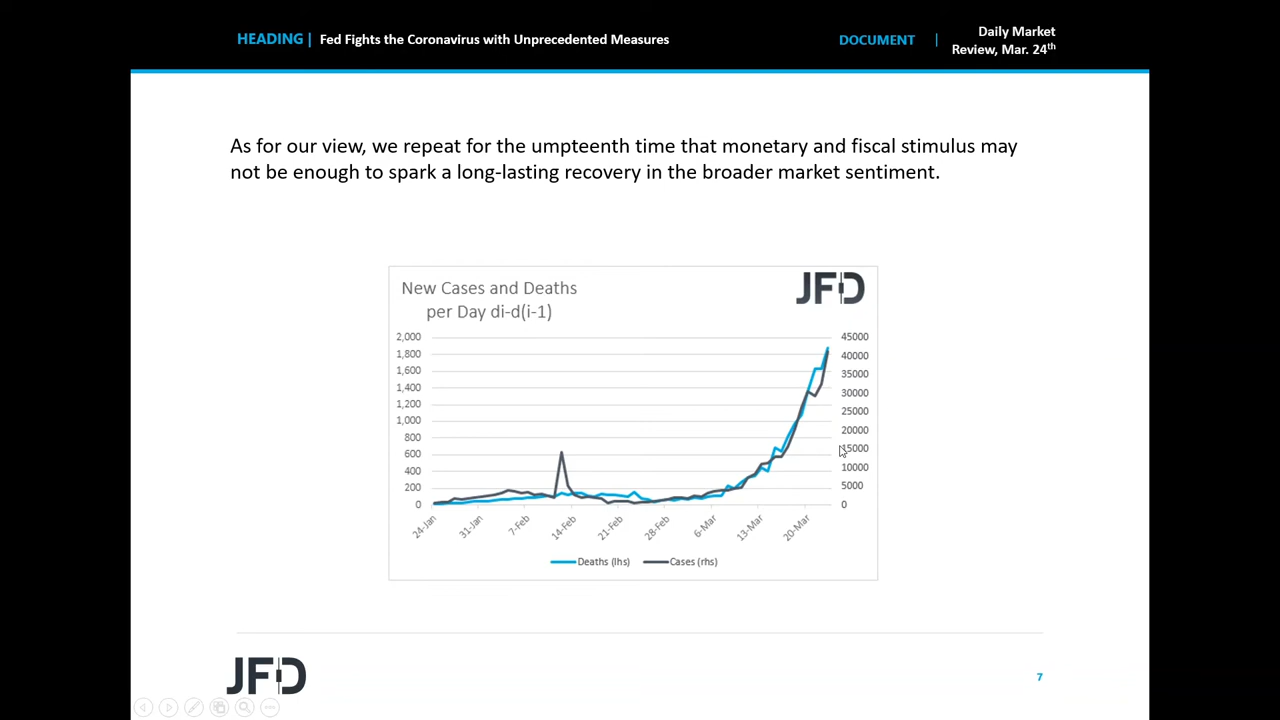 HEADING | Fed Fights the Coronavirus with Unprecedented Measures
DOCUMENT | Daily Market
Review, Mar. 24th
As for our view, we repeat for the umpteenth time that monetary and fiscal stimulus may
not be enough to spark a long-lasting recovery in the broader market sentiment.
New Cases and Deaths
per Day di-d(i-1)
JFD
2,000
1,800
1,600
1,400
1,200
1,000
800
600
400
200
0
45000
40000
35000
30000
25000
20000
15000
10000
5000
0
24-Jan
31-Jan
7-Feb
14-Feb
21-Feb
28-Feb
6-Mar
13-Mar
20-Mar
Deaths (lhs)
Cases (rhs)
JFD
7